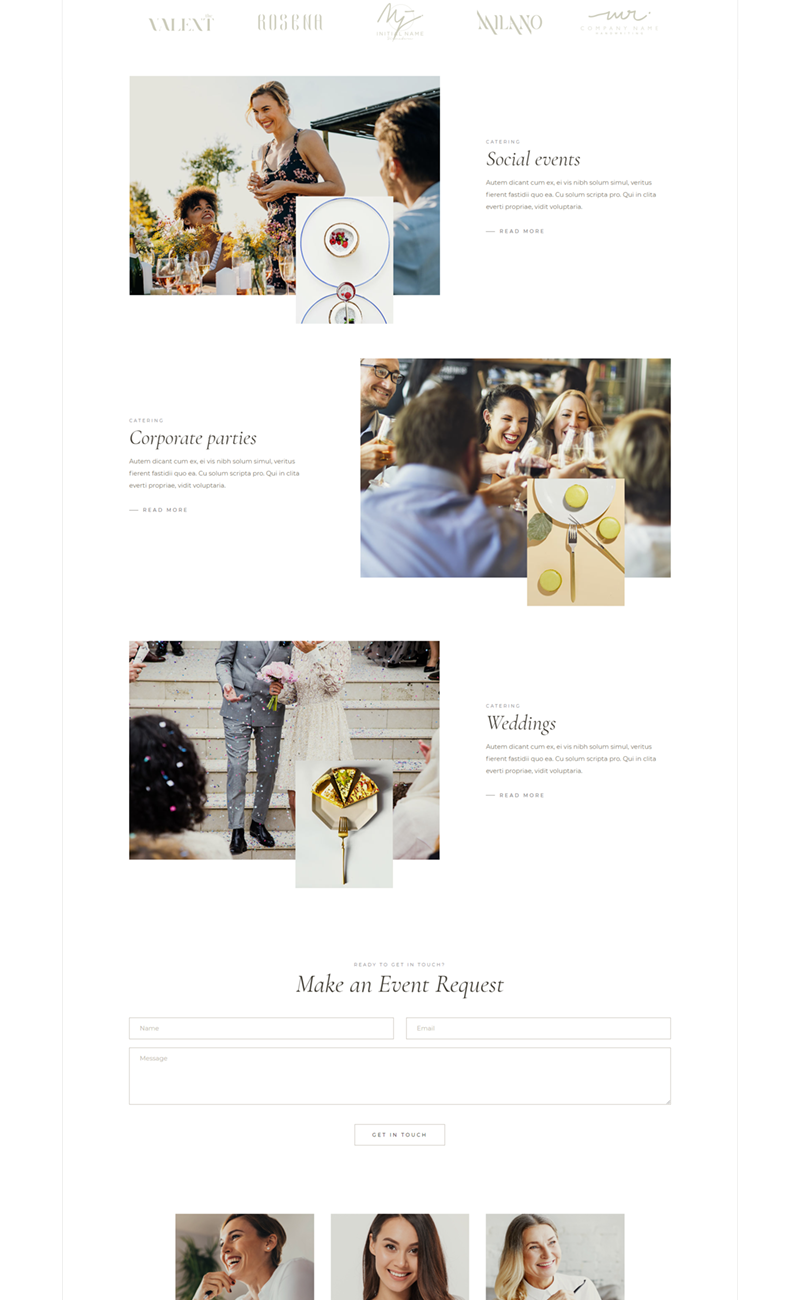 VALENT
ROSENA
INITIAL NAME
MILANO
COMPANY NAME
CATERING
Social events
Autem dicant cum ex, ei vis nibh solum simul, veritus
fierent fastidii quo ea. Cu solum scripta pro. Qui in clita
everti propriae, vidit voluptaria.
READ MORE
CATERING
Corporate parties
Autem dicant cum ex, ei vis nibh solum simul, veritus
fierent fastidii quo ea. Cu solum scripta pro. Qui in clita
everti propriae, vidit voluptaria.
READ MORE
CATERING
Weddings
Autem dicant cum ex, ei vis nibh solum simul, veritus
fierent fastidii quo ea. Cu solum scripta pro. Qui in clita
everti propriae, vidit voluptaria.
READ MORE
READY TO GET IN TOUCH?
Make an Event Request
Name
Email
Message
GET IN TOUCH